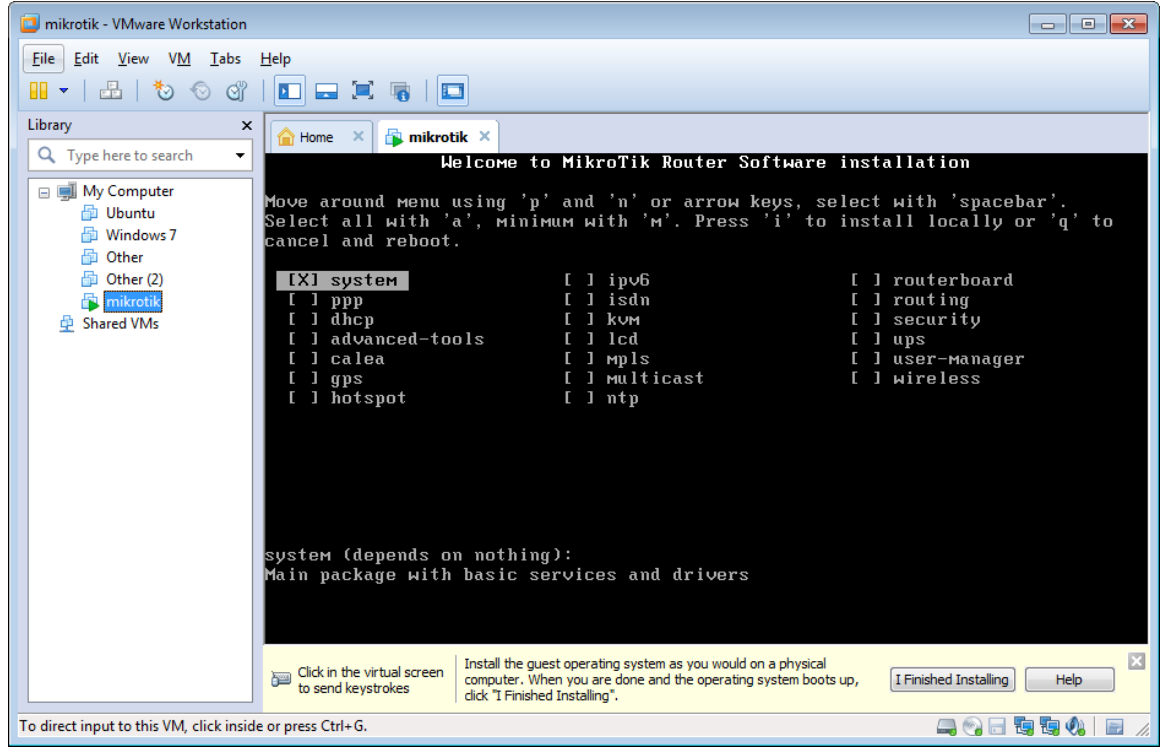 mikrotik - VMware Workstation
File Edit View VM Tabs Help
Library
Type here to search
My Computer
Ubuntu
Windows 7
Other
Other (2)
mikrotik
Shared VMs
Home mikrotik
Welcome to MikroTik Router Software installation
Move around menu using 'p' and 'n' or arrow keys, select with 'spacebar'.
Select all with 'a', minimum with 'm'. Press 'i' to install locally or 'q' to
cancel and reboot.
[X] system [ ] ipv6 [ ] routerboard
[ ] ppp [ ] isdn [ ] routing
[ ] dhcp [ ] kvm [ ] security
[ ] advanced-tools [ ] lcd [ ] ups
[ ] calea [ ] mpls [ ] user-manager
[ ] gps [ ] multicast [ ] wireless
[ ] hotspot [ ] ntp
system (depends on nothing):
Main package with basic services and drivers
Click in the virtual screen
to send keystrokes
Install the guest operating system as you would on a physical
computer. When you are done and the operating system boots up,
click "I Finished Installing".
I Finished Installing Help
To direct input to this VM, click inside or press Ctrl+G.